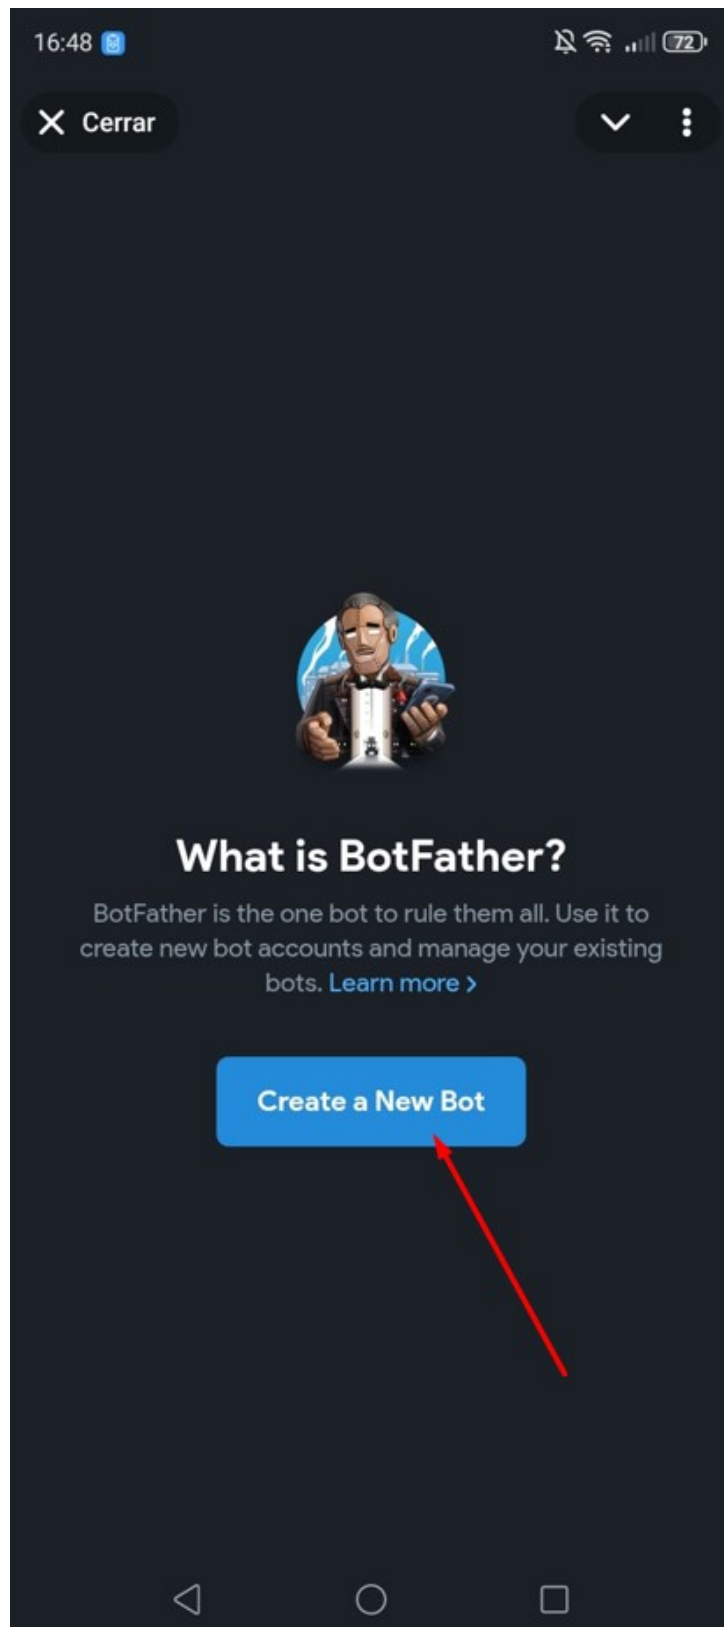 16:48
72
Cerrar
What is BotFather?
BotFather is the one bot to rule them all. Use it to
create new bot accounts and manage your existing
bots. Learn more >
Create a New Bot